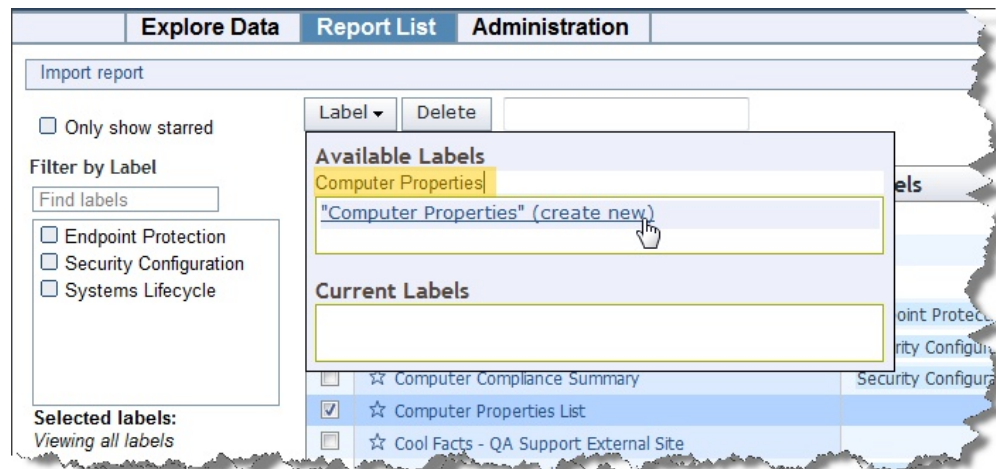 Explore Data
Report List
Administration
Import report
Only show starred
Label
Delete
Filter by Label
Find labels
Endpoint Protection
Security Configuration
Systems Lifecycle
Selected labels:
Viewing all labels
Available Labels
Computer Properties
"Computer Properties" (create new)
Current Labels
Computer Compliance Summary
Security Configura
Computer Properties List
Cool Facts - QA Support External Site